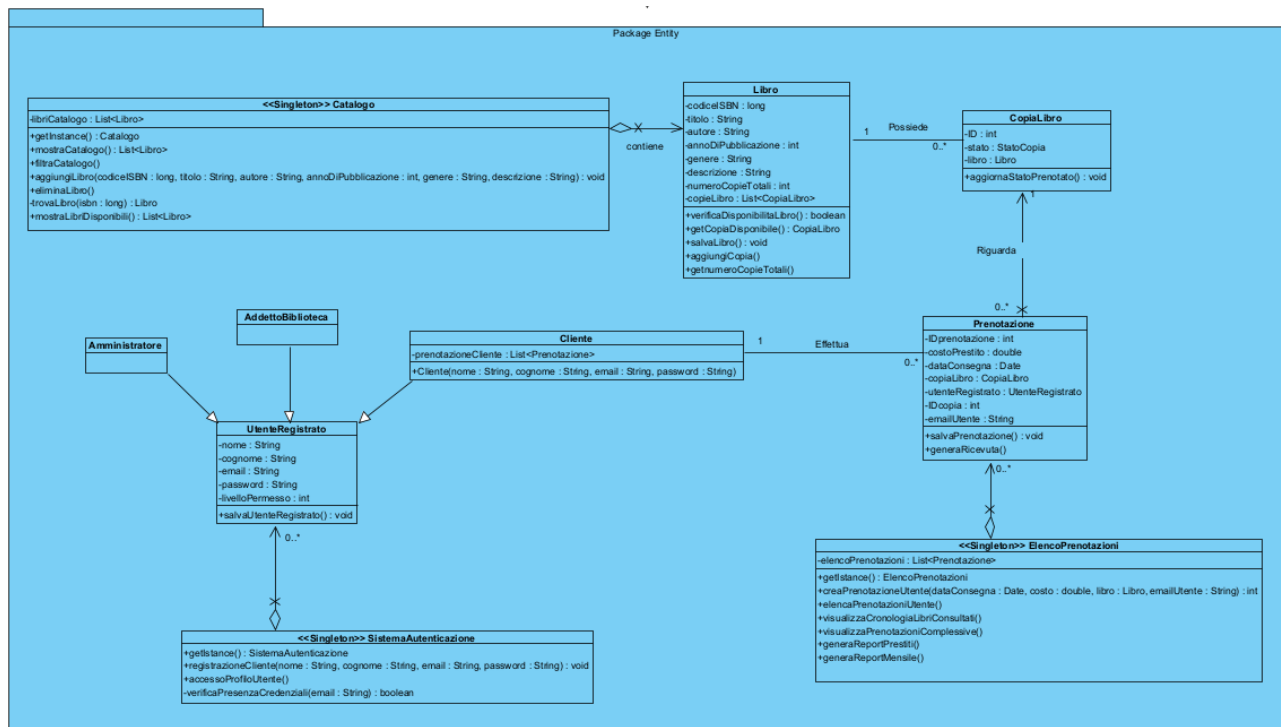 Package Entity
<<Singleton>> Catalogo
-libriCatalogo : List<Libro>
+getInstance() : Catalogo
+mostraCatalogo() : List<Libro>
+filtraCatalogo()
+aggiungiLibro(codiceISBN : long, titolo : String, autore : String, annoDiPubblicazione : int, genere : String, descrizione : String) : void
+eliminaLibro()
-trovaLibro(isbn : long) : Libro
+mostraLibriDisponibili() : List<Libro>
contiene
Libro
-codiceISBN : long
-titolo : String
-autore : String
-annoDiPubblicazione : int
-genere : String
-descrizione : String
-numeroCopieTotali : int
-copieLibro : List<CopiaLibro>
+verificaDisponibilitaLibro() : boolean
+getCopiaDisponibile() : CopiaLibro
+salvaLibro() : void
+aggiungiCopia()
+getnumeroCopieTotali()
1
Possiede
0..*
CopiaLibro
-ID : int
-stato : StatoCopia
-libro : Libro
+aggiornaStatoPrenotato() : void
1
Riguarda
0..*
AddettoBiblioteca
Amministratore
Cliente
-prenotazioneCliente : List<Prenotazione>
+Cliente(nome : String, cognome : String, email : String, password : String)
1
Effettua
0..*
Prenotazione
-IDprenotazione : int
-costoPrestito : double
-dataConsegna : Date
-copiaLibro : CopiaLibro
-utenteRegistrato : UtenteRegistrato
-IDcopia : int
-emailUtente : String
+salvaPrenotazione() : void
+generaRicevuta()
0..*
UtenteRegistrato
-nome : String
-cognome : String
-email : String
-password : String
-livelloPermesso : int
+salvaUtenteRegistrato() : void
0..*
<<Singleton>> SistemaAutenticazione
+getIstance() : SistemaAutenticazione
+registrazioneCliente(nome : String, cognome : String, email : String, password : String) : void
+accessoProfiloUtente()
-verificaPresenzaCredenziali(email : String) : boolean
<<Singleton>> ElencoPrenotazioni
-elencoPrenotazioni : List<Prenotazione>
+getIstance() : ElencoPrenotazioni
+creaPrenotazioneUtente(dataConsegna : Date, costo : double, libro : Libro, emailUtente : String) : int
+elencaPrenotazioniUtente()
+visualizzaCronologiaLibriConsultati()
+visualizzaPrenotazioniComplessive()
+generaReportPrestiti()
+generaReportMensile()